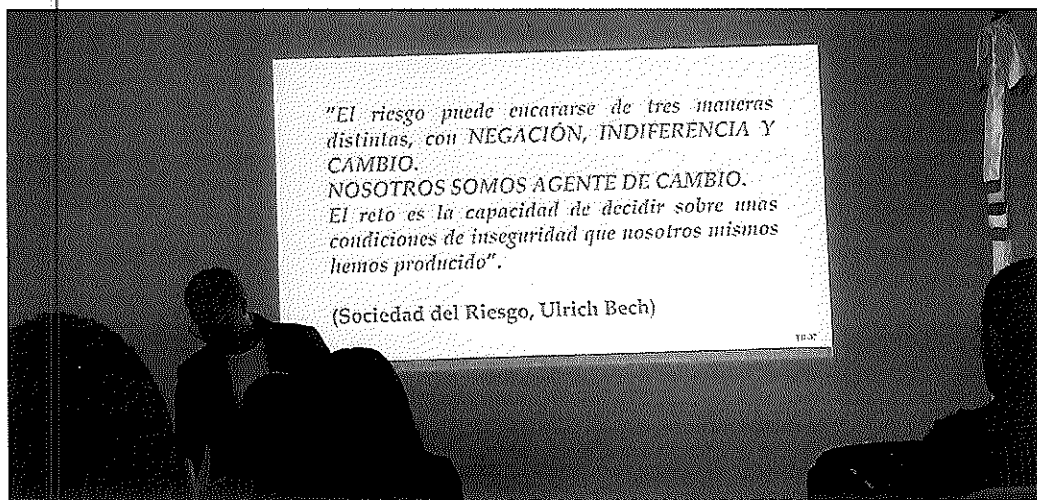 "El riesgo puede encararse de tres maneras
distintas, con NEGACIÓN, INDIFERENCIA Y
CAMBIO.
NOSOTROS SOMOS AGENTE DE CAMBIO.
El reto es la capacidad de decidir sobre unas
condiciones de inseguridad que nosotros mismos
hemos producido".
(Sociedad del Riesgo, Ulrich Bech)